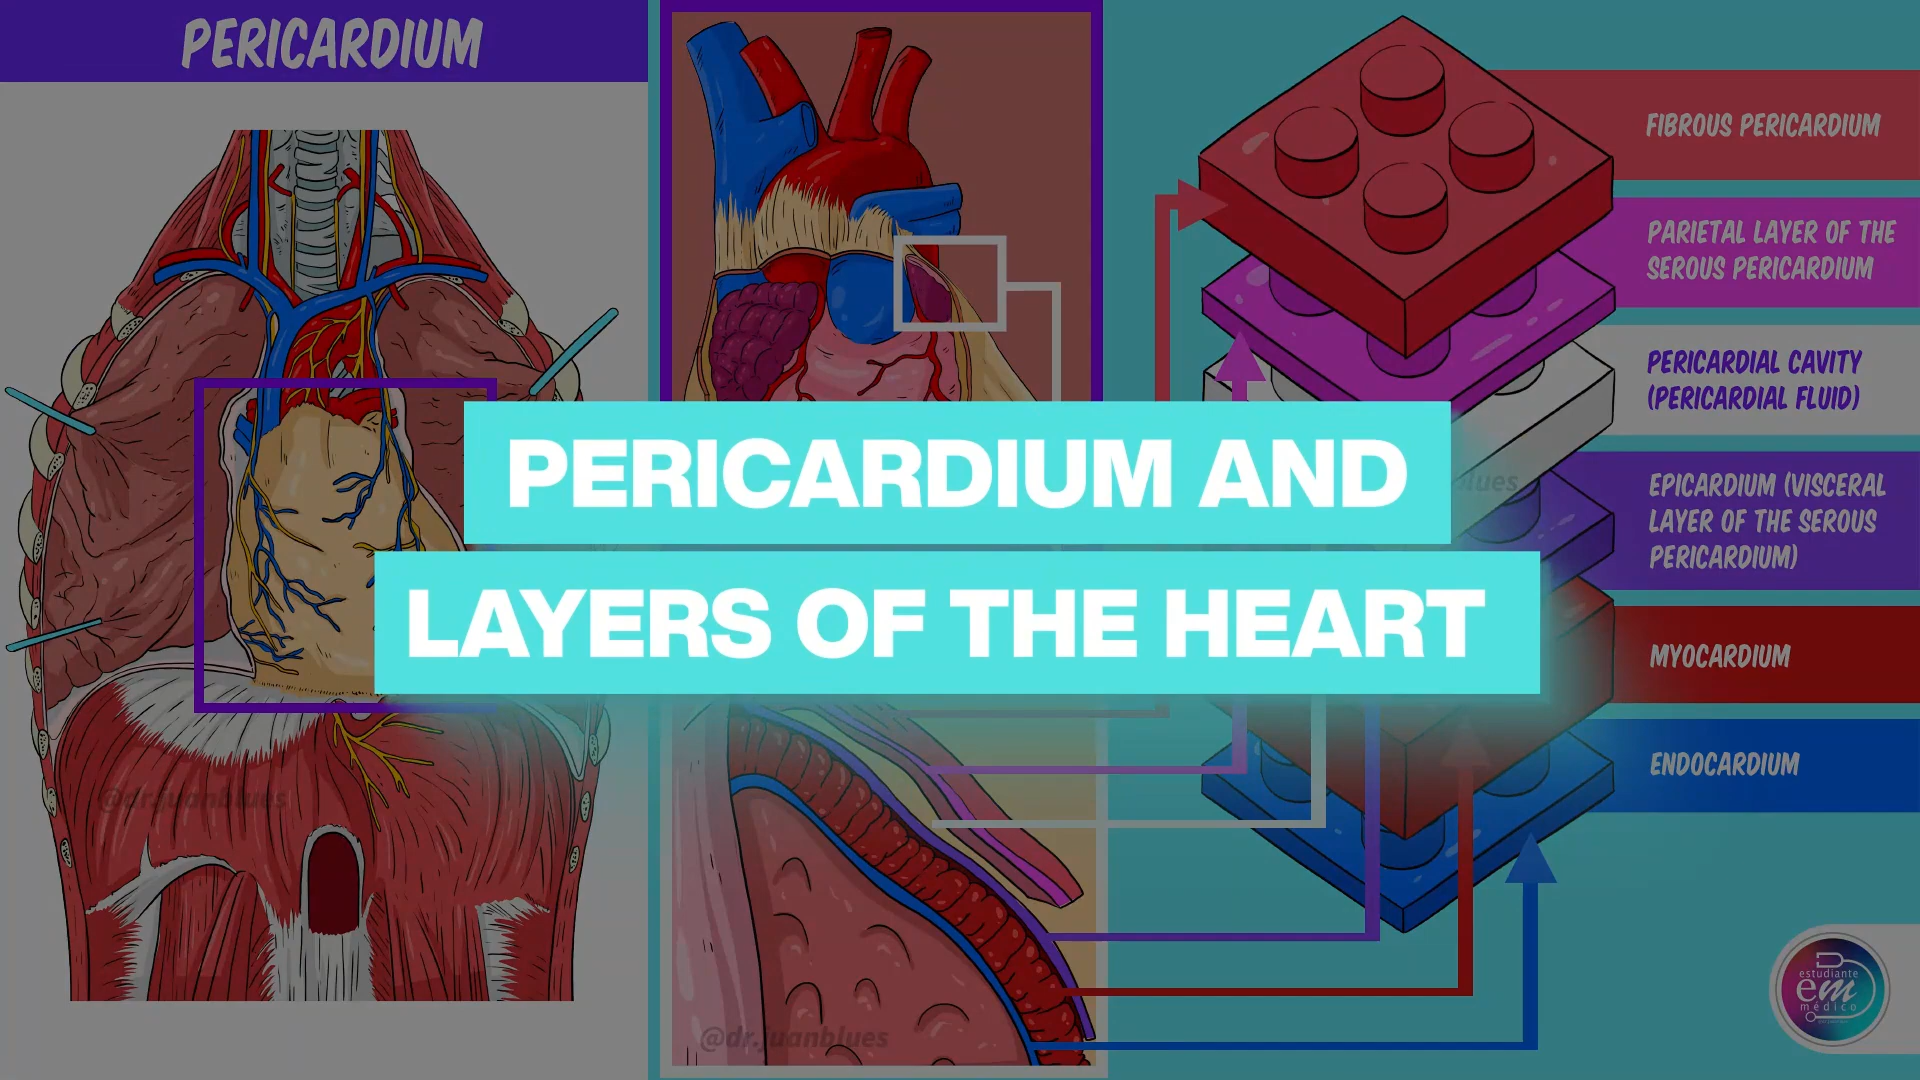 PERICARDIUM
FIBROUS PERICARDIUM
PARIETAL LAYER OF THE
SEROUS PERICARDIUM
PERICARDIAL CAVITY
(PERICARDIAL FLUID)
PERICARDIUM AND
LAYERS OF THE HEART
blues
EPICARDIUM (VISCERAL
LAYER OF THE SEROUS
PERICARDIUM)
MYOCARDIUM
ENDOCARDIUM
@dr.juanblues
@dr.juanblues
estudiante
em
médico